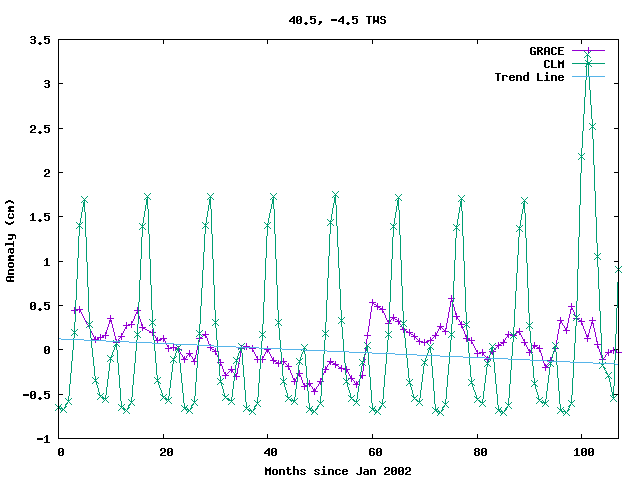 40.5, -4.5 TWS
GRACE
CLM
Trend Line
3.5
3
2.5
2
1.5
1
0.5
0
-0.5
-1
Anomaly (cm)
0 20 40 60 80 100
Months since Jan 2002